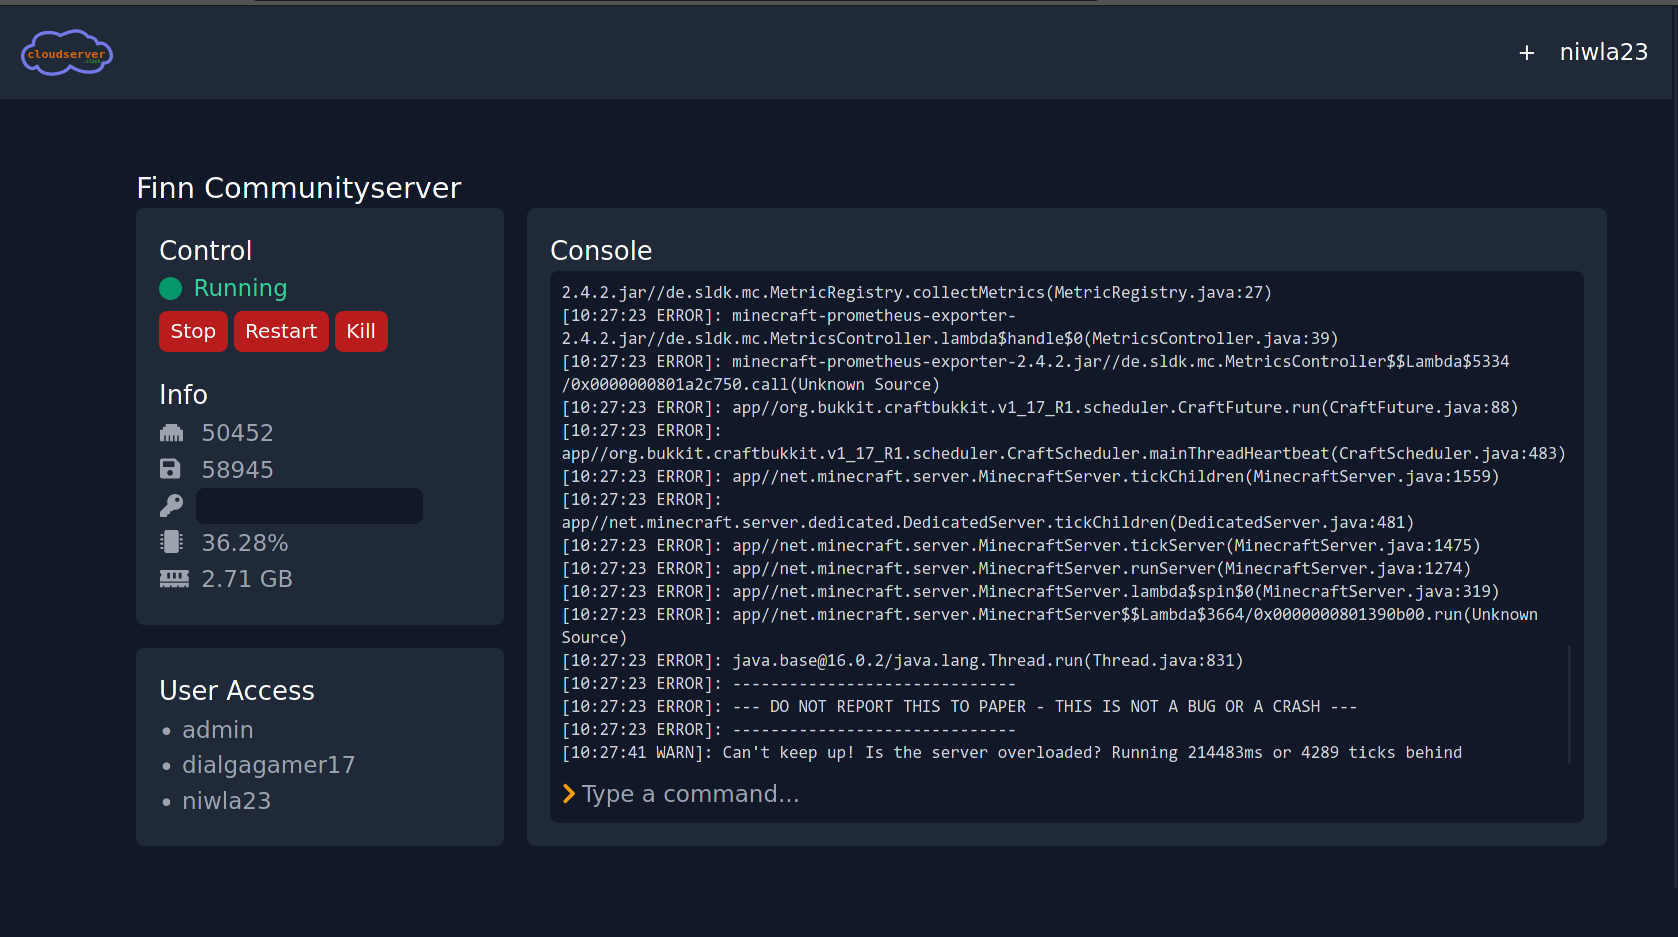 cloudserver
.click
+ niwla23
Finn Communityserver
Control
Running
Stop Restart Kill
Info
50452
58945
36.28%
2.71 GB
User Access
• admin
• dialgagamer17
• niwla23
Console
2.4.2.jar//de.sldk.mc.MetricRegistry.collectMetrics(MetricRegistry.java:27)
[10:27:23 ERROR]: minecraft-prometheus-exporter-
2.4.2.jar//de.sldk.mc.MetricsController.lambda$handle$0(MetricsController.java:39)
[10:27:23 ERROR]: minecraft-prometheus-exporter-2.4.2.jar//de.sldk.mc.MetricsController$$Lambda$5334
/0x0000000801a2c750.call(Unknown Source)
[10:27:23 ERROR]: app//org.bukkit.craftbukkit.v1_17_R1.scheduler.CraftFuture.run(CraftFuture.java:88)
[10:27:23 ERROR]:
app//org.bukkit.craftbukkit.v1_17_R1.scheduler.CraftScheduler.mainThreadHeartbeat(CraftScheduler.java:483)
[10:27:23 ERROR]: app//net.minecraft.server.MinecraftServer.tickChildren(MinecraftServer.java:1559)
[10:27:23 ERROR]:
app//net.minecraft.server.dedicated.DedicatedServer.tickChildren(DedicatedServer.java:481)
[10:27:23 ERROR]: app//net.minecraft.server.MinecraftServer.tickServer(MinecraftServer.java:1475)
[10:27:23 ERROR]: app//net.minecraft.server.MinecraftServer.runServer(MinecraftServer.java:1274)
[10:27:23 ERROR]: app//net.minecraft.server.MinecraftServer.lambda$spin$0(MinecraftServer.java:319)
[10:27:23 ERROR]: app//net.minecraft.server.MinecraftServer$$Lambda$3664/0x0000000801390b00.run(Unknown
Source)
[10:27:23 ERROR]: java.base@16.0.2/java.lang.Thread.run(Thread.java:831)
[10:27:23 ERROR]: ------------------------------
[10:27:23 ERROR]: --- DO NOT REPORT THIS TO PAPER - THIS IS NOT A BUG OR A CRASH ---
[10:27:23 ERROR]: ------------------------------
[10:27:41 WARN]: Can't keep up! Is the server overloaded? Running 214483ms or 4289 ticks behind
Type a command...